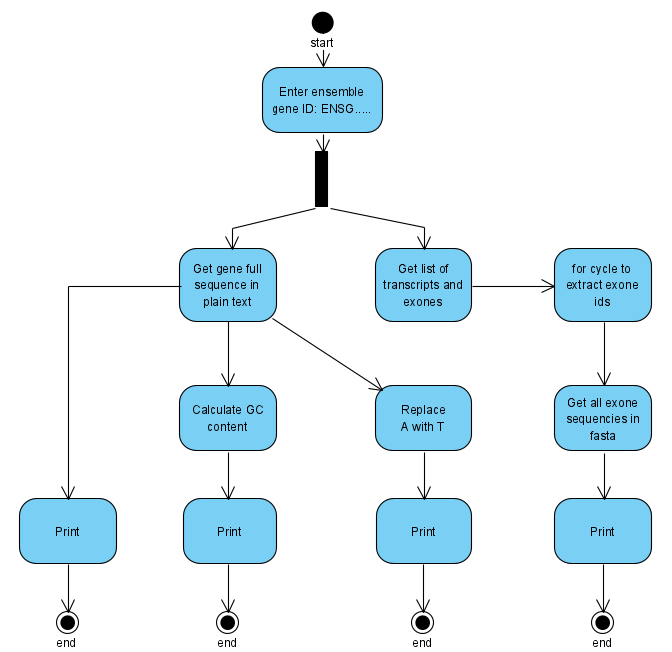 start
Enter ensemble
gene ID: ENSG.....
Get gene full
sequence in
plain text
Get list of
transcripts and
exones
for cycle to
extract exone
ids
Calculate GC
content
Replace
A with T
Get all exone
sequencies in
fasta
Print
Print
Print
Print
end
end
end
end